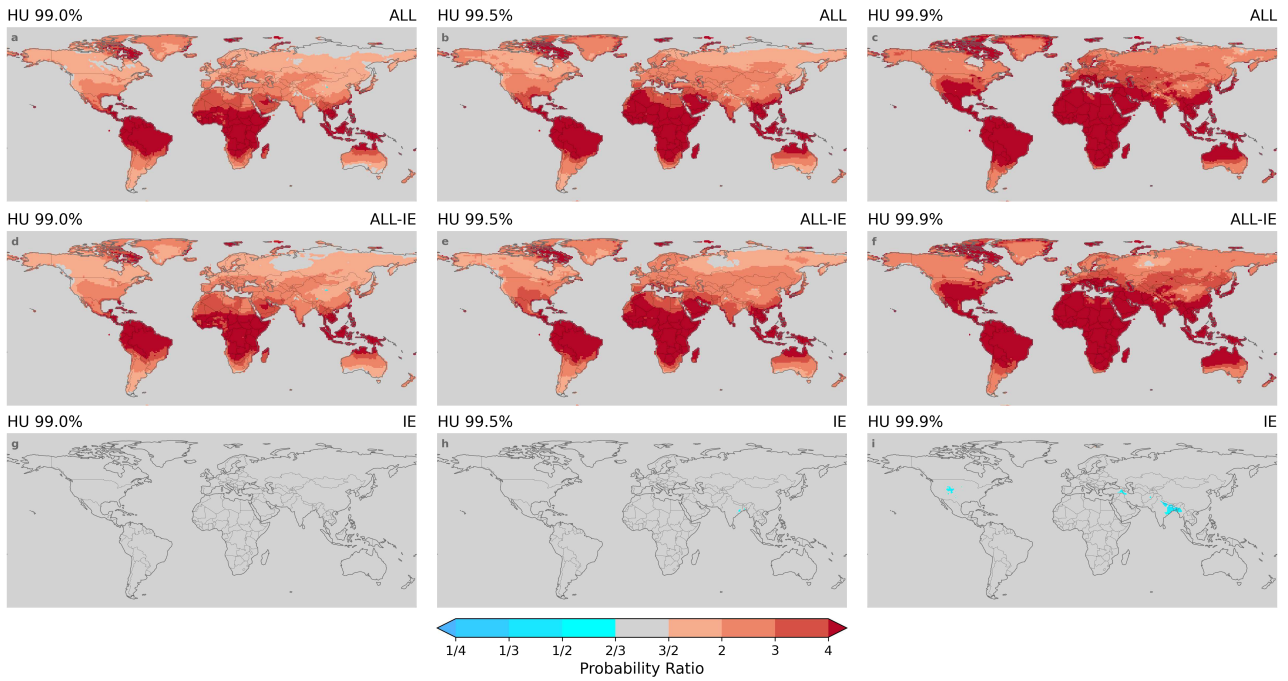 HU 99.0% ALL HU 99.5% ALL HU 99.9% ALL
a b c
HU 99.0% ALL-IE HU 99.5% ALL-IE HU 99.9% ALL-IE
d e f
HU 99.0% IE HU 99.5% IE HU 99.9% IE
g h i
1/4 1/3 1/2 2/3 3/2 2 3 4
Probability Ratio